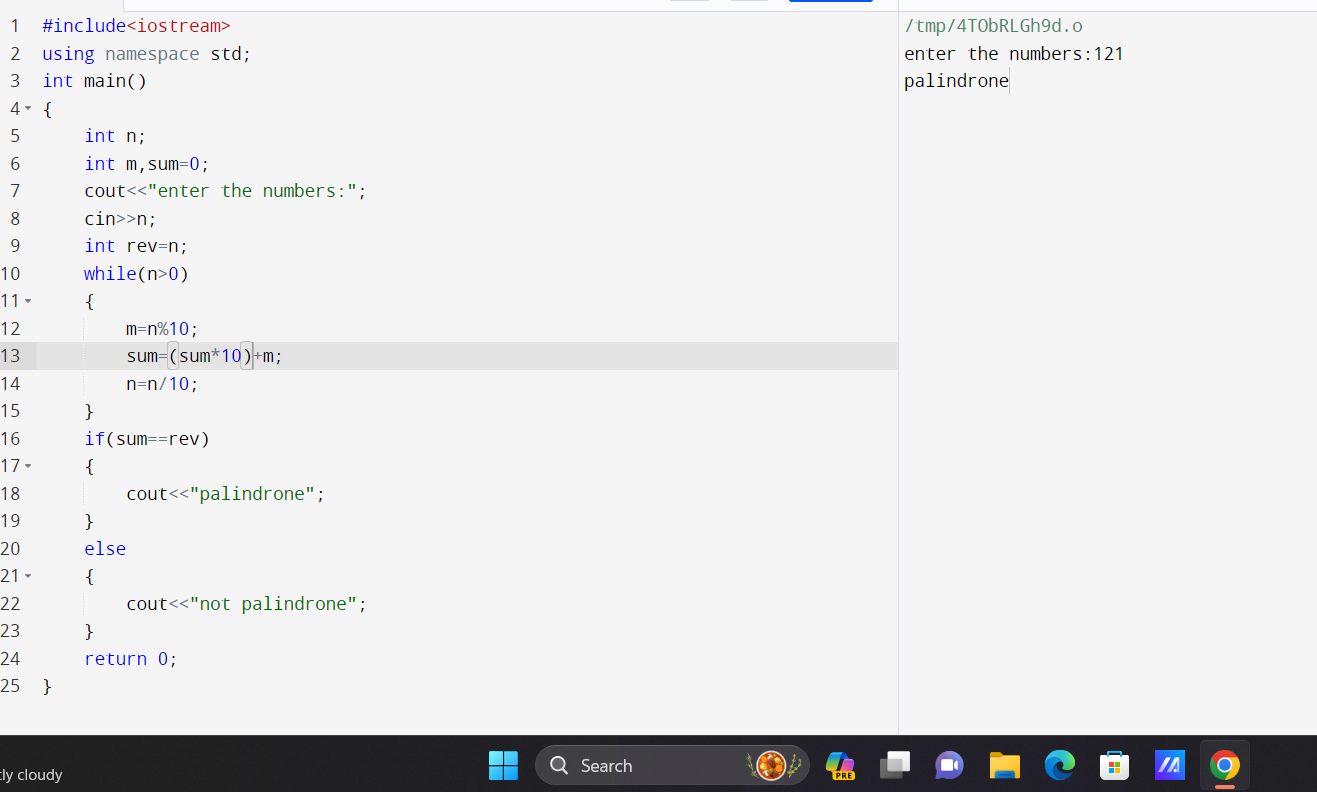 1 #include<iostream>
2 using namespace std;
3 int main()
4 {
5     int n;
6     int m,sum=0;
7     cout<<"enter the numbers:";
8     cin>>n;
9     int rev=n;
10     while(n>0)
11     {
12         m=n%10;
13         sum=(sum*10)+m;
14         n=n/10;
15     }
16     if(sum==rev)
17     {
18         cout<<"palindrone";
19     }
20     else
21     {
22         cout<<"not palindrone";
23     }
24     return 0;
25 }
/tmp/4TObRLGh9d.o
enter the numbers:121
palindrone
tly cloudy
Search
PRE